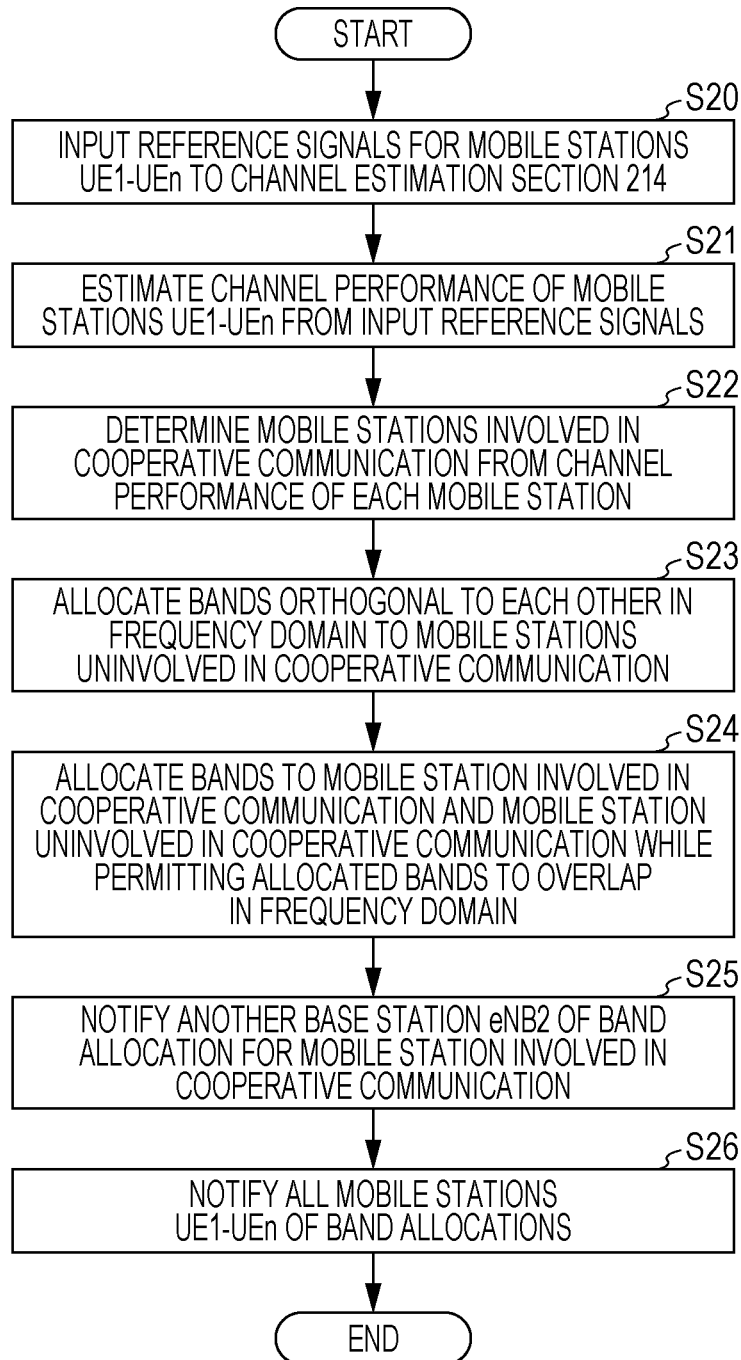 START
S20
INPUT REFERENCE SIGNALS FOR MOBILE STATIONS
UE1-UEn TO CHANNEL ESTIMATION SECTION 214
S21
ESTIMATE CHANNEL PERFORMANCE OF MOBILE
STATIONS UE1-UEn FROM INPUT REFERENCE SIGNALS
S22
DETERMINE MOBILE STATIONS INVOLVED IN
COOPERATIVE COMMUNICATION FROM CHANNEL
PERFORMANCE OF EACH MOBILE STATION
S23
ALLOCATE BANDS ORTHOGONAL TO EACH OTHER IN
FREQUENCY DOMAIN TO MOBILE STATIONS
UNINVOLVED IN COOPERATIVE COMMUNICATION
S24
ALLOCATE BANDS TO MOBILE STATION INVOLVED IN
COOPERATIVE COMMUNICATION AND MOBILE STATION
UNINVOLVED IN COOPERATIVE COMMUNICATION WHILE
PERMITTING ALLOCATED BANDS TO OVERLAP
IN FREQUENCY DOMAIN
S25
NOTIFY ANOTHER BASE STATION eNB2 OF BAND
ALLOCATION FOR MOBILE STATION INVOLVED IN
COOPERATIVE COMMUNICATION
S26
NOTIFY ALL MOBILE STATIONS
UE1-UEn OF BAND ALLOCATIONS
END